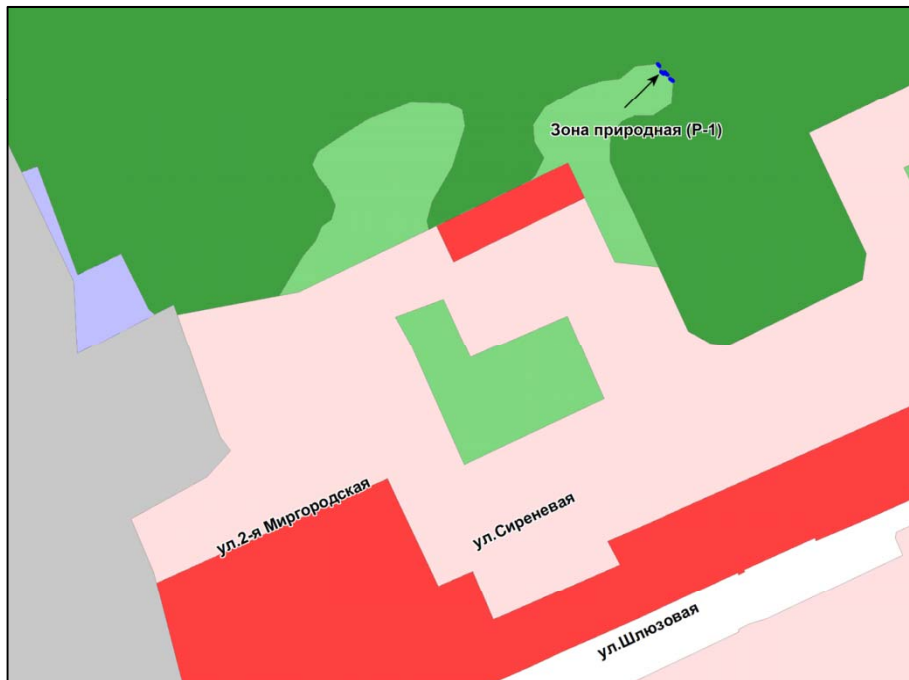 Зона природная (Р-1)
ул.2-я Миргородская
ул.Сиреневая
ул.Шлюзовая